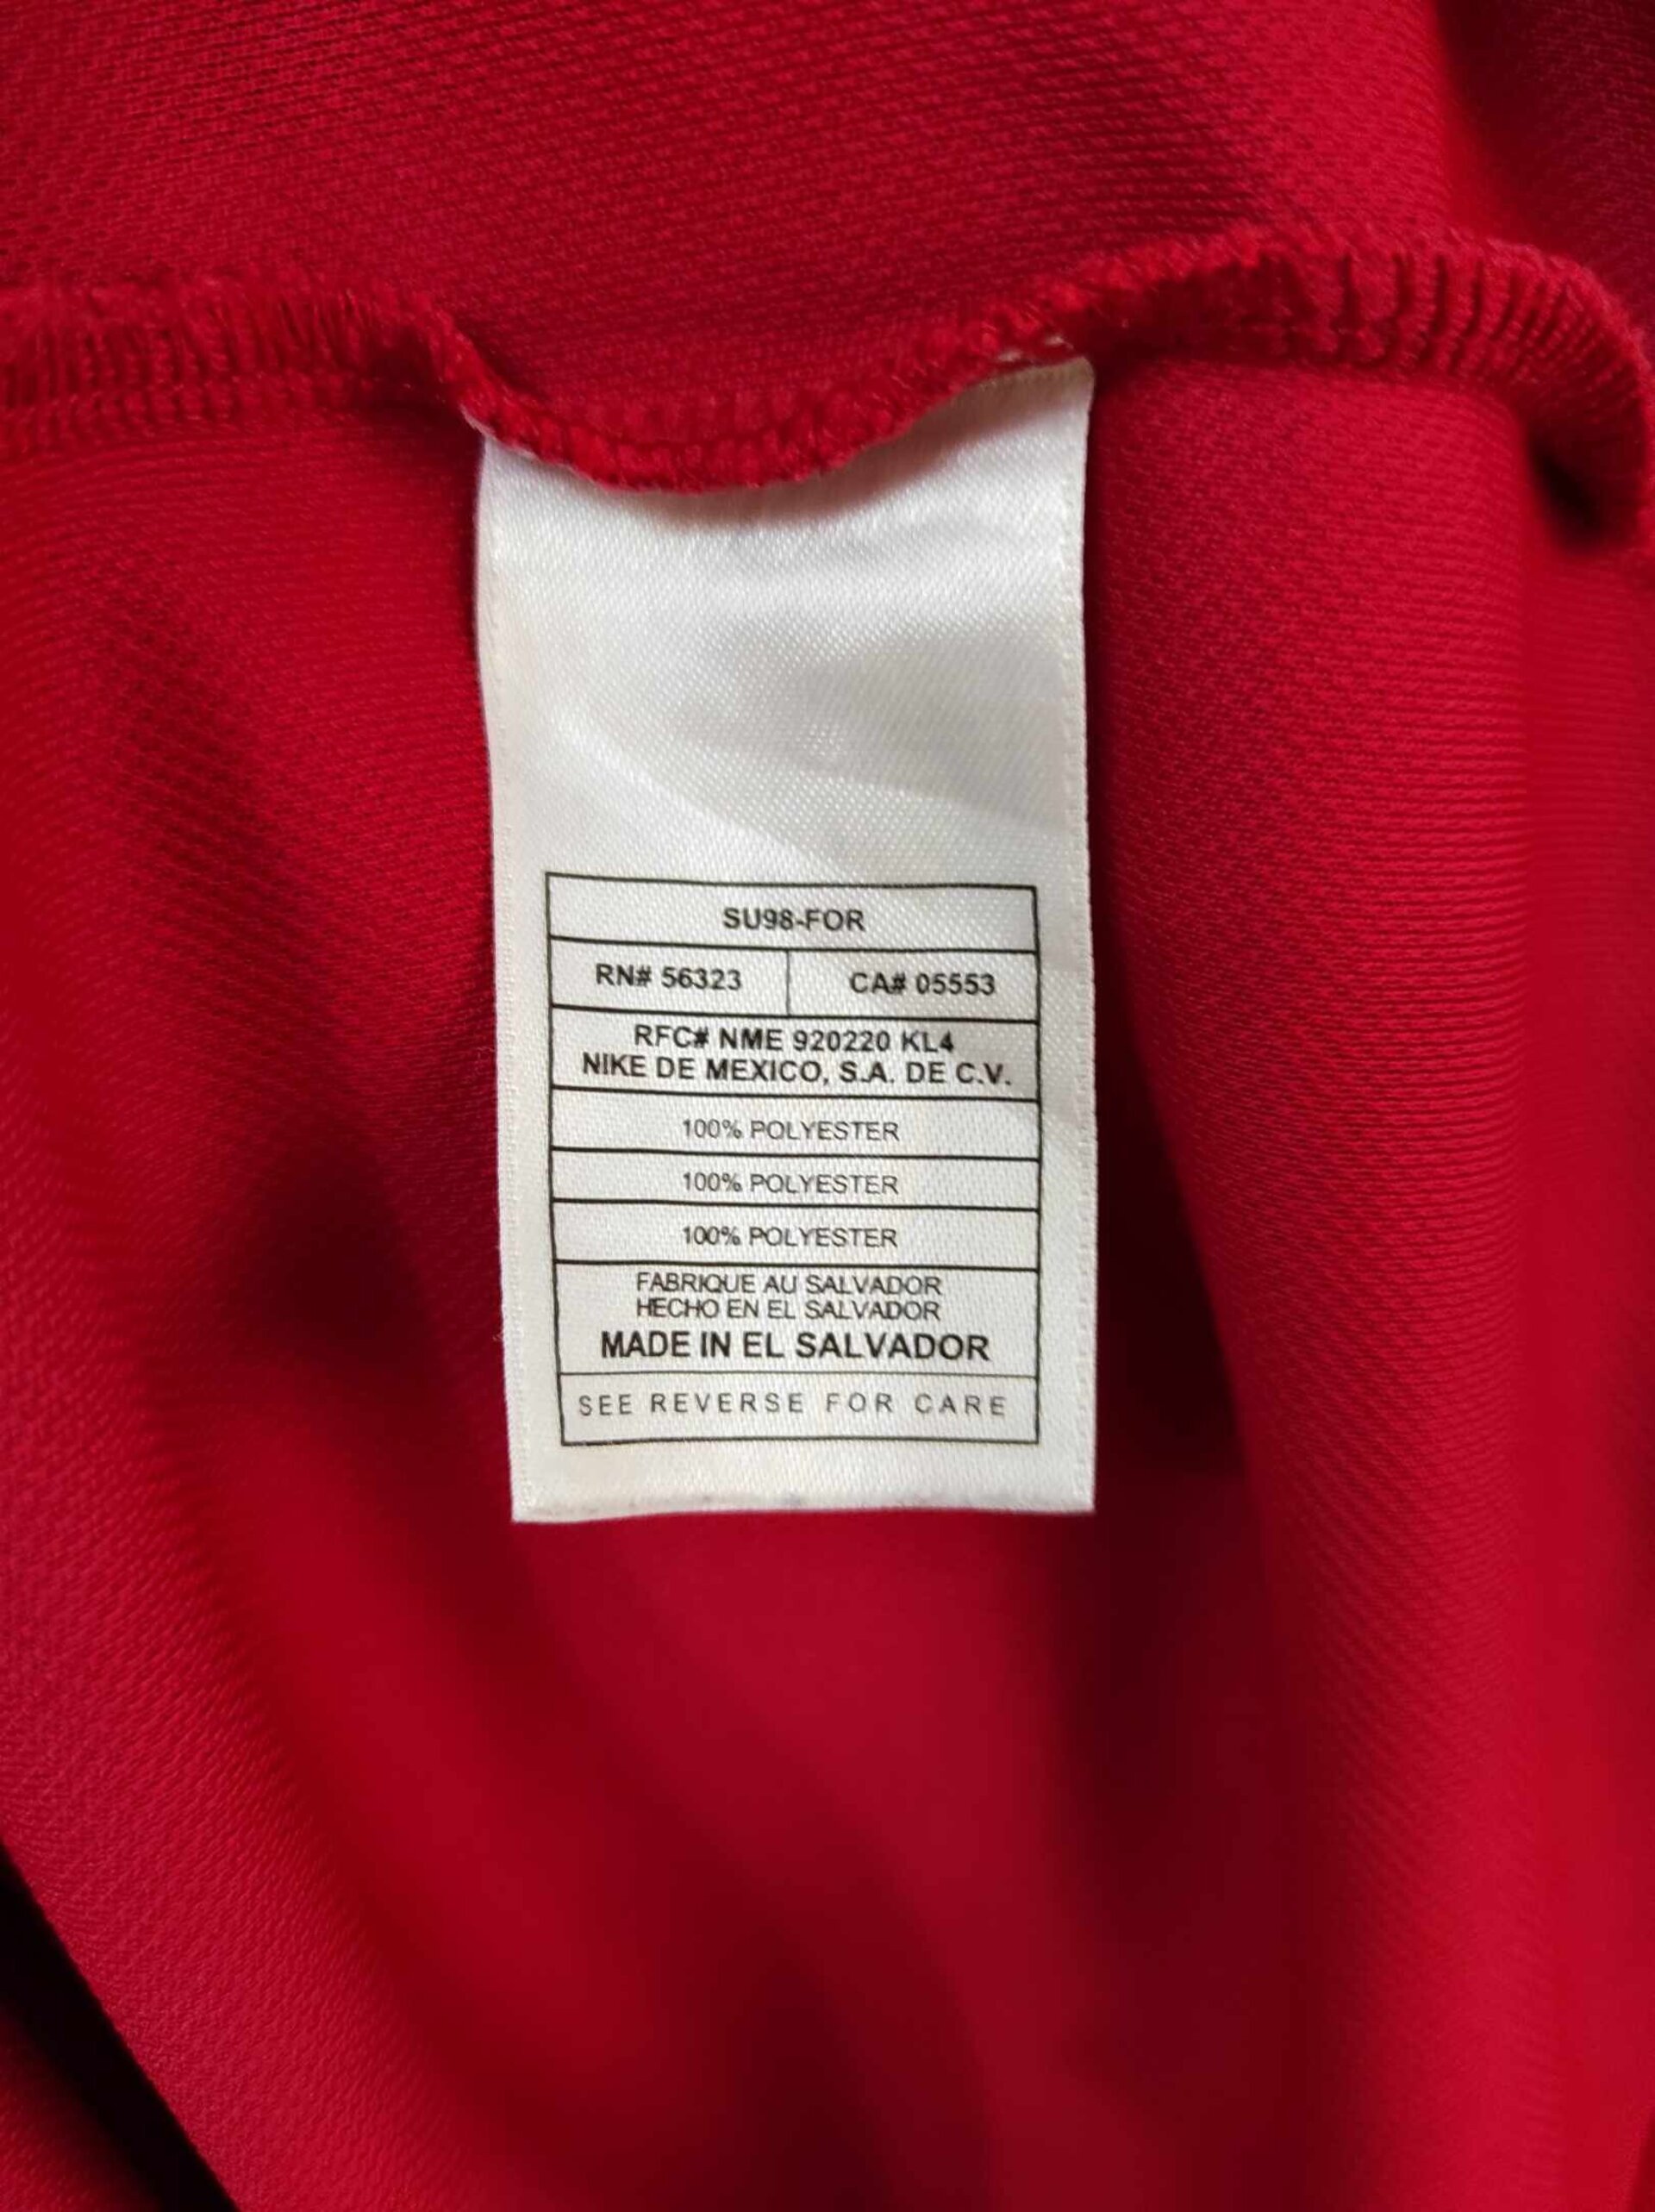 SU98-FOR
RN# 56323 CA# 05553
RFC# NME 920220 KL4
NIKE DE MEXICO, S.A. DE C.V.
100% POLYESTER
100% POLYESTER
100% POLYESTER
FABRIQUE AU SALVADOR
HECHO EN EL SALVADOR
MADE IN EL SALVADOR
SEE REVERSE FOR CARE